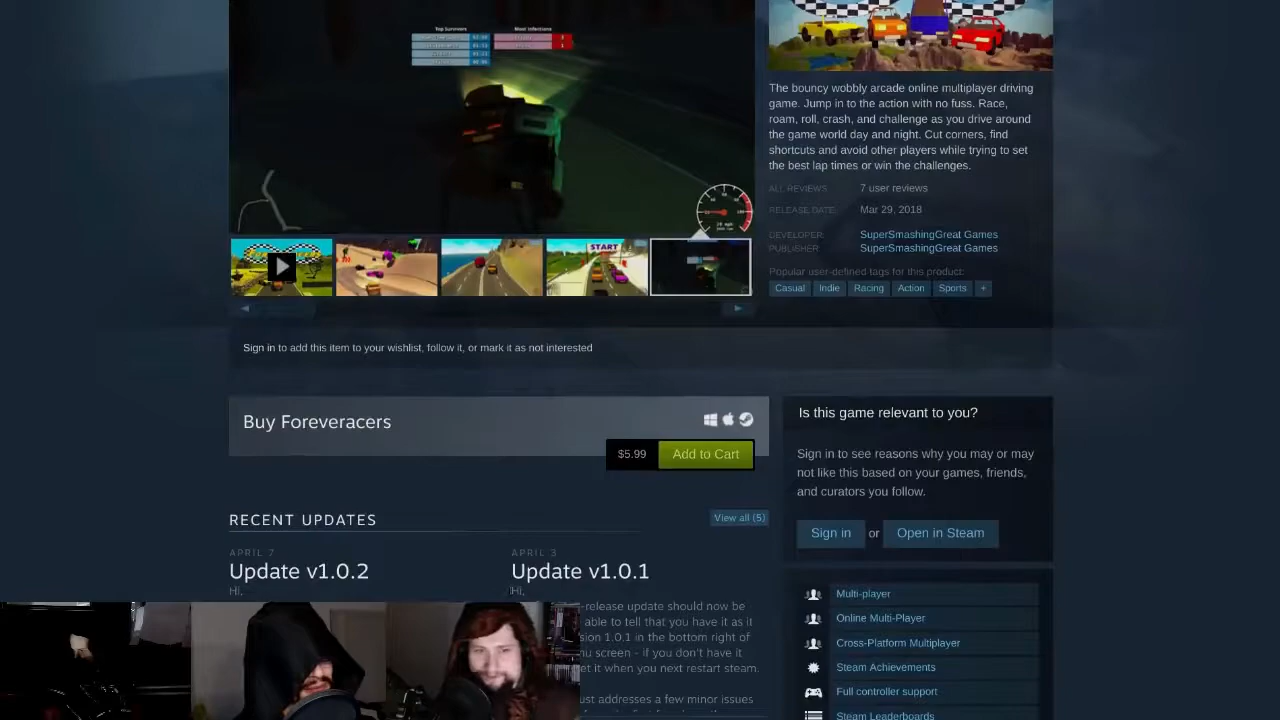 Top Survivors
Most Infections
START
The bouncy wobbly arcade online multiplayer driving
game. Jump in to the action with no fuss. Race,
roam, roll, crash, and challenge as you drive around
the game world day and night. Cut corners, find
shortcuts and avoid other players while trying to set
the best lap times or win the challenges.
ALL REVIEWS: 7 user reviews
RELEASE DATE: Mar 29, 2018
DEVELOPER: SuperSmashingGreat Games
PUBLISHER: SuperSmashingGreat Games
Popular user-defined tags for this product:
Casual Indie Racing Action Sports +
Sign in to add this item to your wishlist, follow it, or mark it as not interested
Buy Foreveracers
$5.99 Add to Cart
Is this game relevant to you?
Sign in to see reasons why you may or may
not like this based on your games, friends,
and curators you follow.
Sign in or Open in Steam
RECENT UPDATES
View all (5)
APRIL 7
Update v1.0.2
Hi,
APRIL 3
Update v1.0.1
Hi,
-release update should now be
able to tell that you have it as it
sion 1.0.1 in the bottom right of
nu screen - if you don't have it
et it when you next restart steam.
ust addresses a few minor issues
Multi-player
Online Multi-Player
Cross-Platform Multiplayer
Steam Achievements
Full controller support
Steam Leaderboards